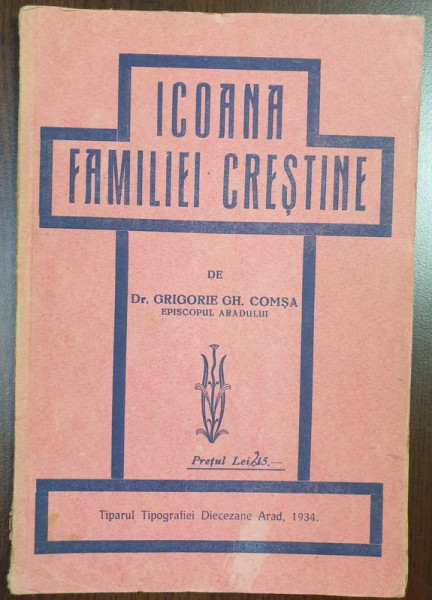 ICOANA
FAMILIEI CREȘTINE
DE
Dr. GRIGORIE GH. COMȘA
EPISCOPUL ARADULUI
Prețul Lei
Tiparul Tipografiei Diecezane Arad, 1934.